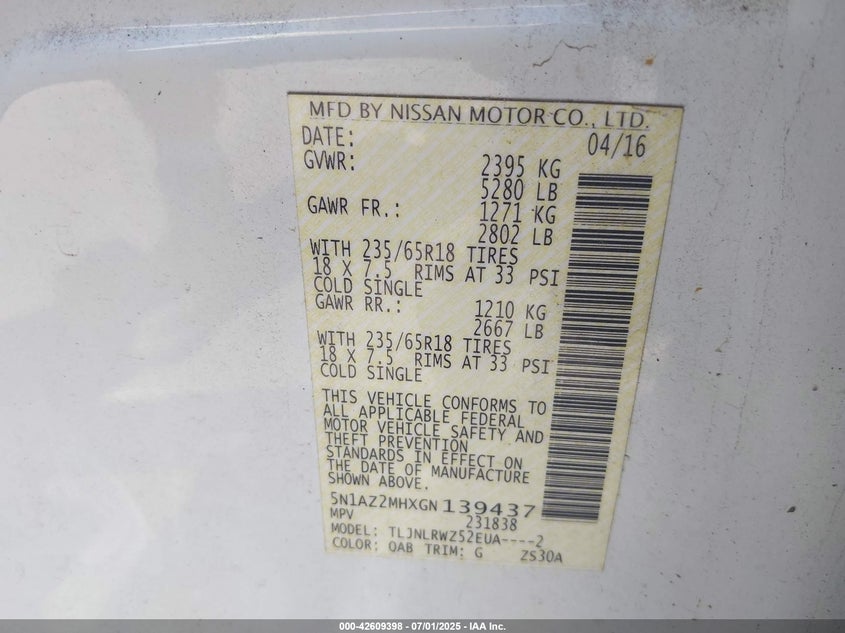 MFD BY NISSAN MOTOR CO., LTD.
DATE: 04/16
GVWR: 2395 KG
5280 LB
GAWR FR.: 1271 KG
2802 LB
WITH 235/65R18 TIRES
18 X 7.5 RIMS AT 33 PSI
COLD SINGLE
GAWR RR.: 1210 KG
2667 LB
WITH 235/65R18 TIRES
18 X 7.5 RIMS AT 33 PSI
COLD SINGLE
THIS VEHICLE CONFORMS TO
ALL APPLICABLE FEDERAL
MOTOR VEHICLE SAFETY AND
THEFT PREVENTION
STANDARDS IN EFFECT ON
THE DATE OF MANUFACTURE
SHOWN ABOVE.
5N1AZ2MHXGN139437
MPV 231838
MODEL: TLJNLRWZ52EUA----2
COLOR: QAB TRIM: G ZS30A
000-42609398 - 07/01/2025 - IAA Inc.